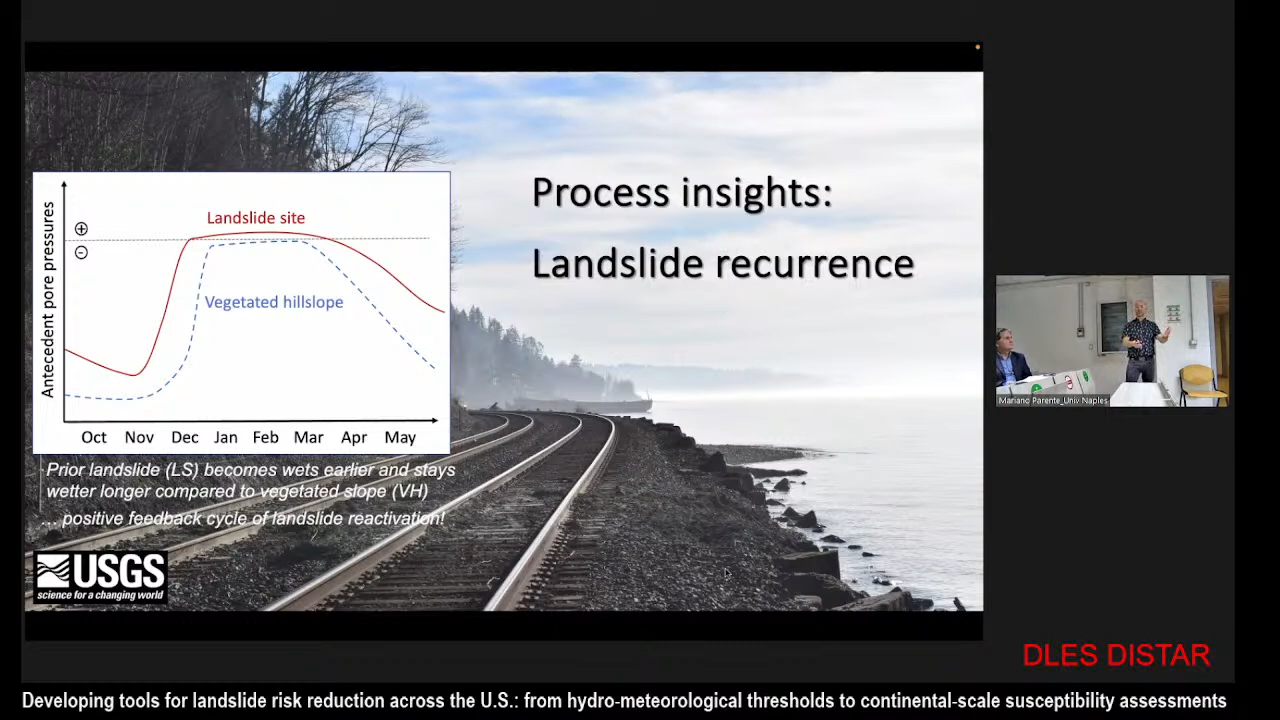 Process insights:
Landslide recurrence
Antecedent pore pressures
+
-
Landslide site
Vegetated hillslope
Oct Nov Dec Jan Feb Mar Apr May
Prior landslide (LS) becomes wets earlier and stays
wetter longer compared to vegetated slope (VH)
... positive feedback cycle of landslide reactivation!
USGS
science for a changing world
Mariano Parente_Univ Naples
DLES DISTAR
Developing tools for landslide risk reduction across the U.S.: from hydro-meteorological thresholds to continental-scale susceptibility assessments